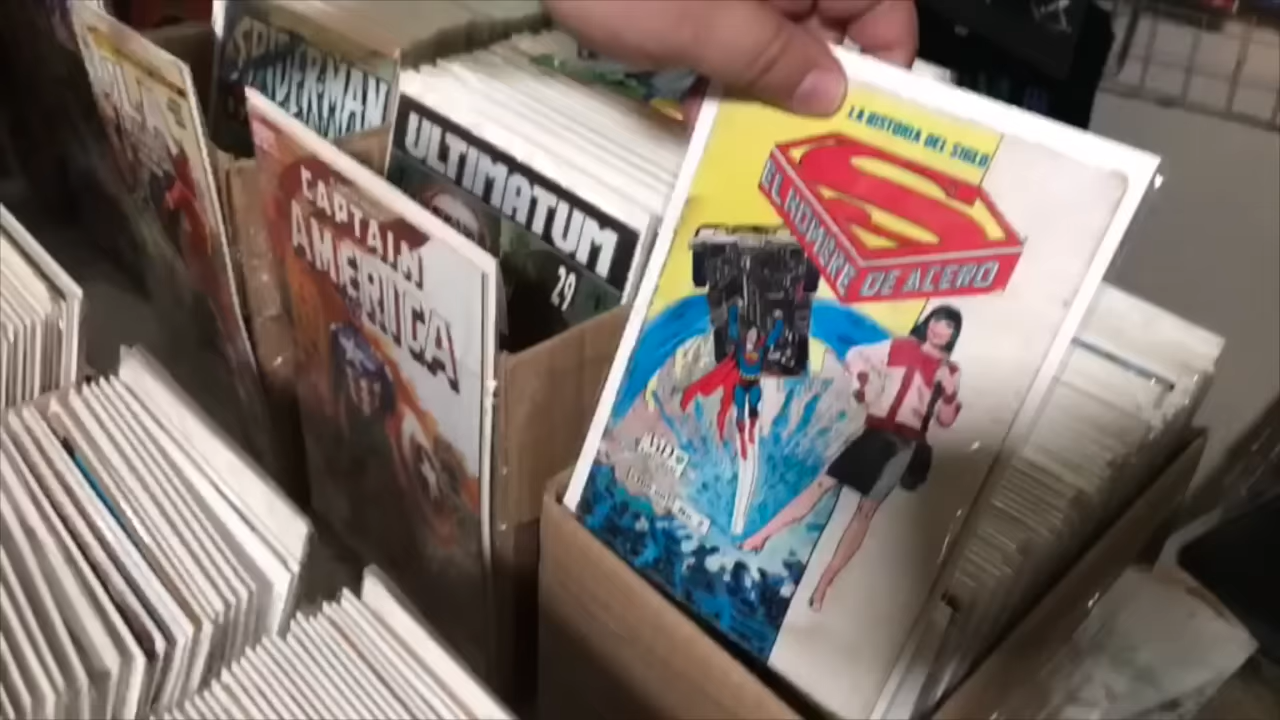 SPIDER-MAN
CAPTAIN
AMERICA
ULTIMATUM
29
LA HISTORIA DEL SIGLO
EL HOMBRE DE ACERO